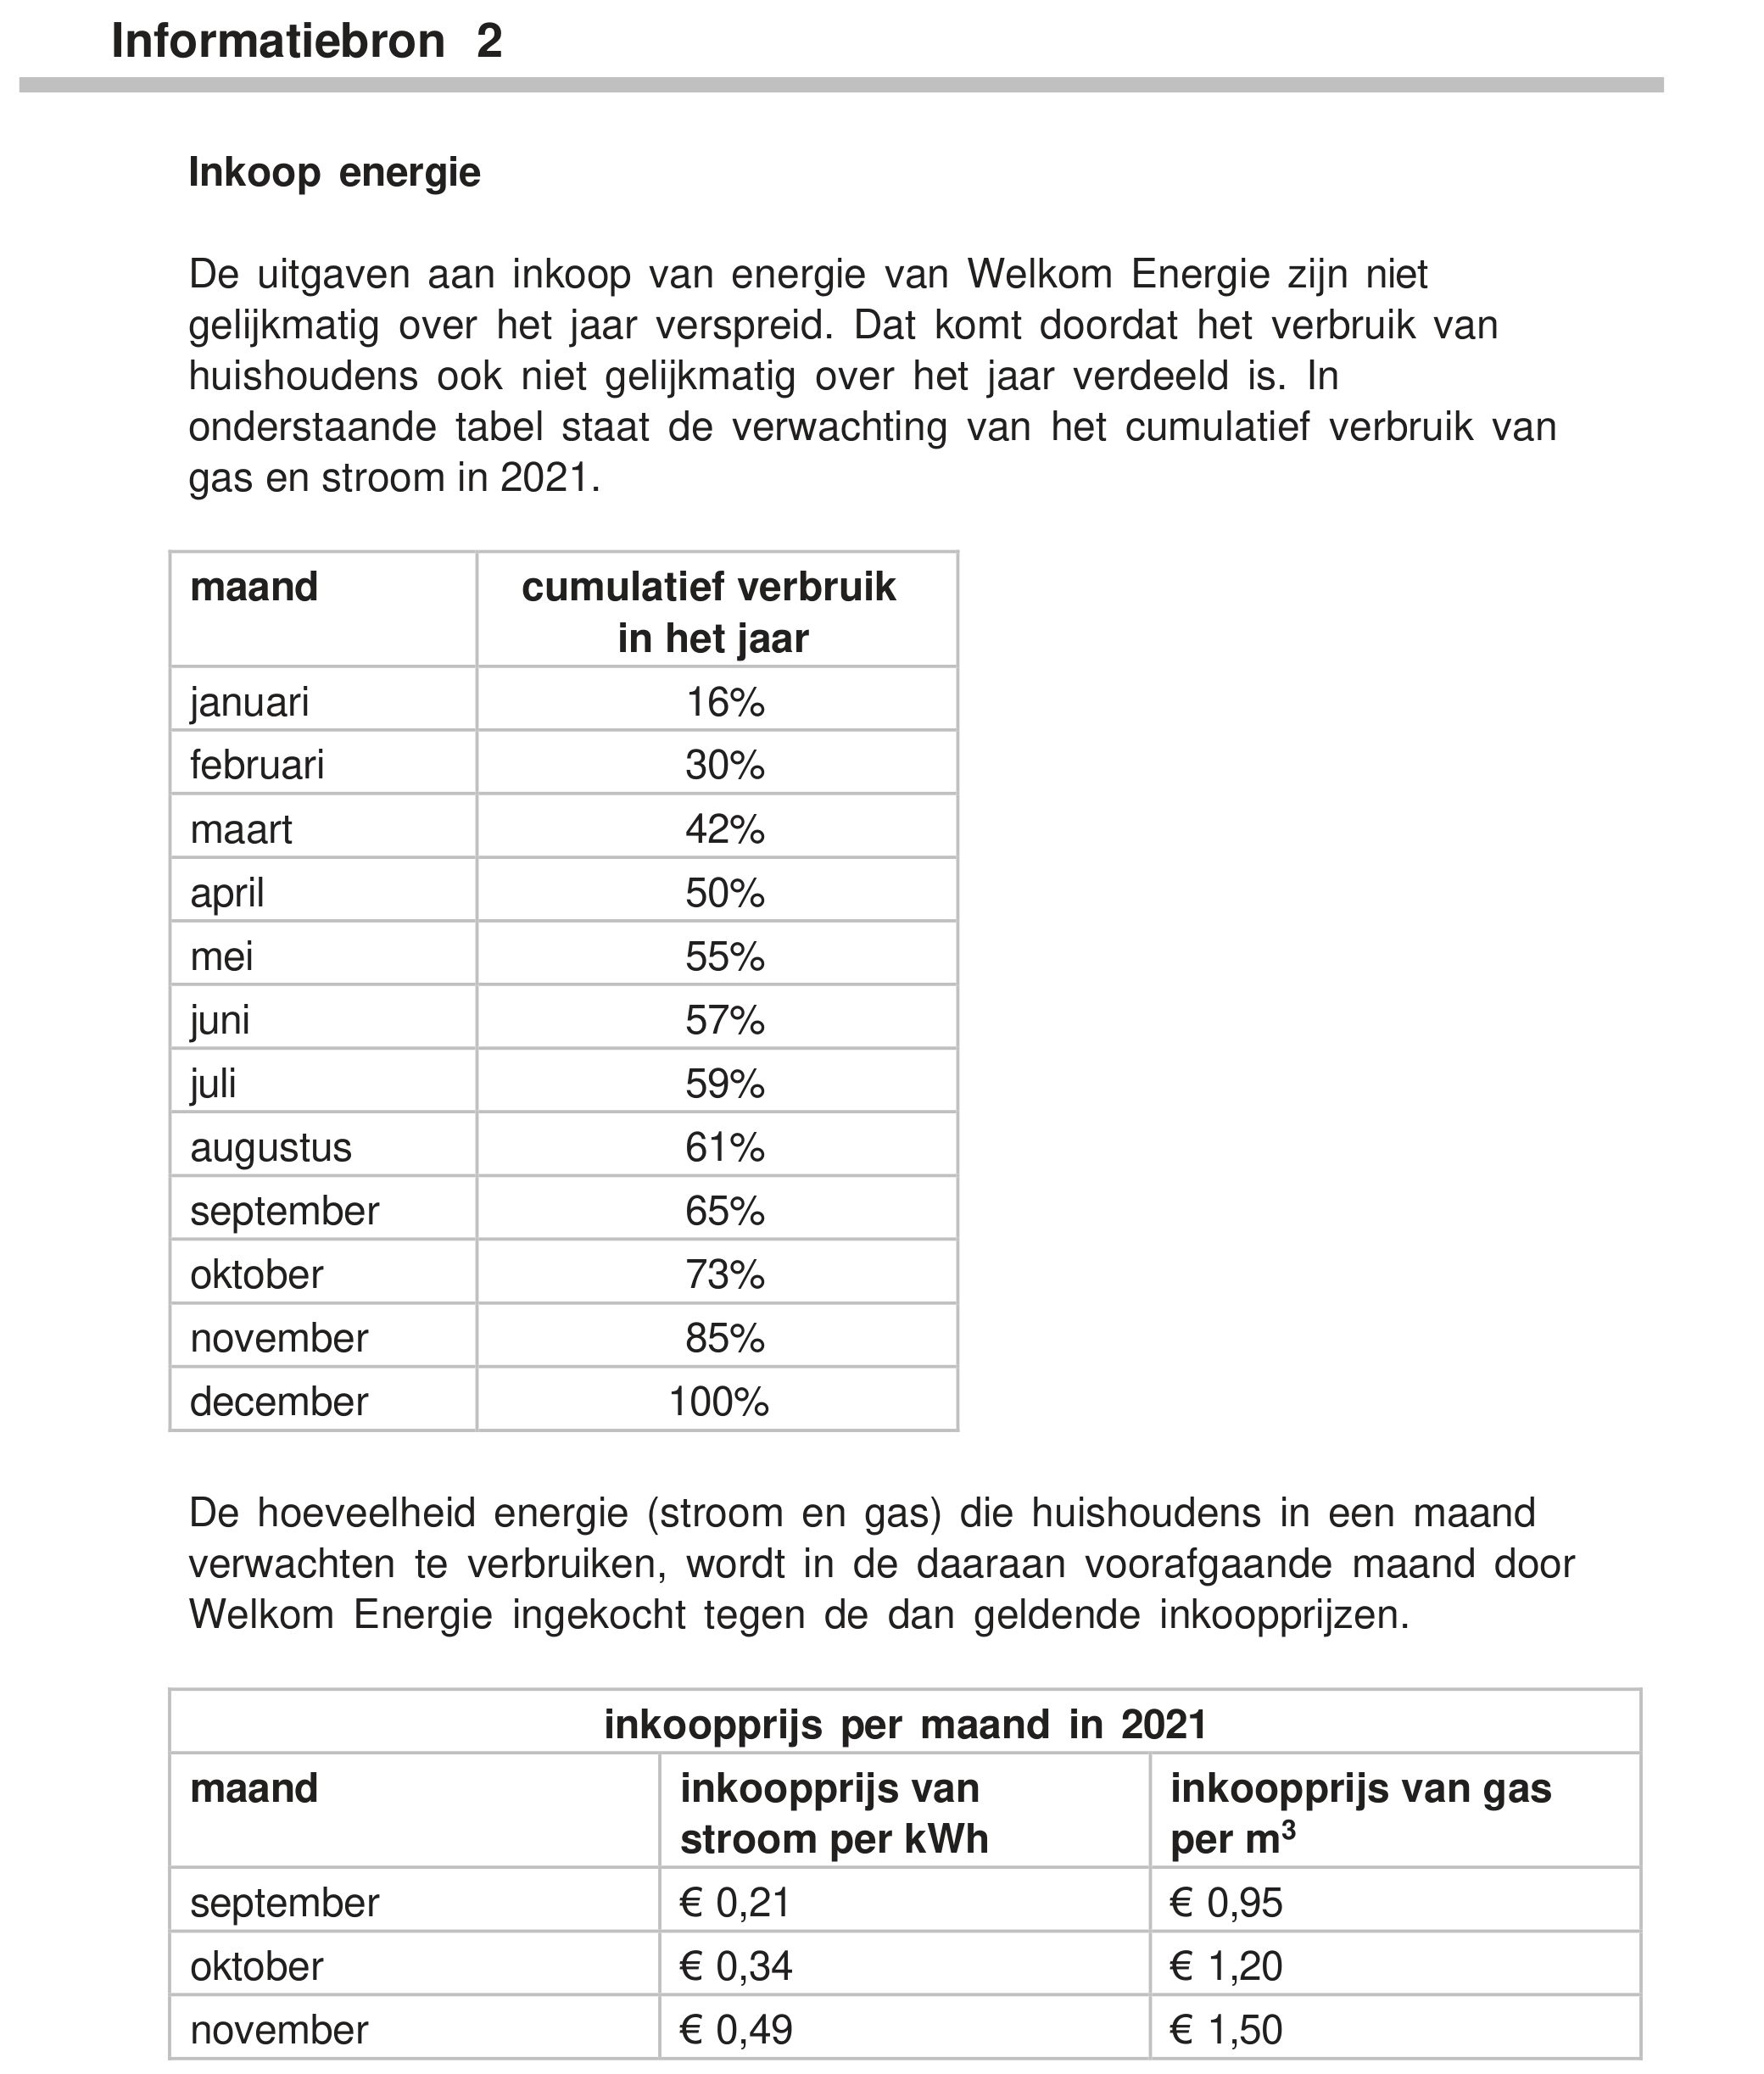 Informatiebron 2
Inkoop energie
De uitgaven aan inkoop van energie van Welkom Energie zijn niet
gelijkmatig over het jaar verspreid. Dat komt doordat het verbruik van
huishoudens ook niet gelijkmatig over het jaar verdeeld is. In
onderstaande tabel staat de verwachting van het cumulatief verbruik van
gas en stroom in 2021.
maand cumulatief verbruik
in het jaar
januari 16%
februari 30%
maart 42%
april 50%
mei 55%
juni 57%
juli 59%
augustus 61%
september 65%
oktober 73%
november 85%
december 100%
De hoeveelheid energie (stroom en gas) die huishoudens in een maand
verwachten te verbruiken, wordt in de daaraan voorafgaande maand door
Welkom Energie ingekocht tegen de dan geldende inkoopprijzen.
inkoopprijs per maand in 2021
maand inkoopprijs van inkoopprijs van gas
stroom per kWh per m³
september € 0,21 € 0,95
oktober € 0,34 € 1,20
november € 0,49 € 1,50